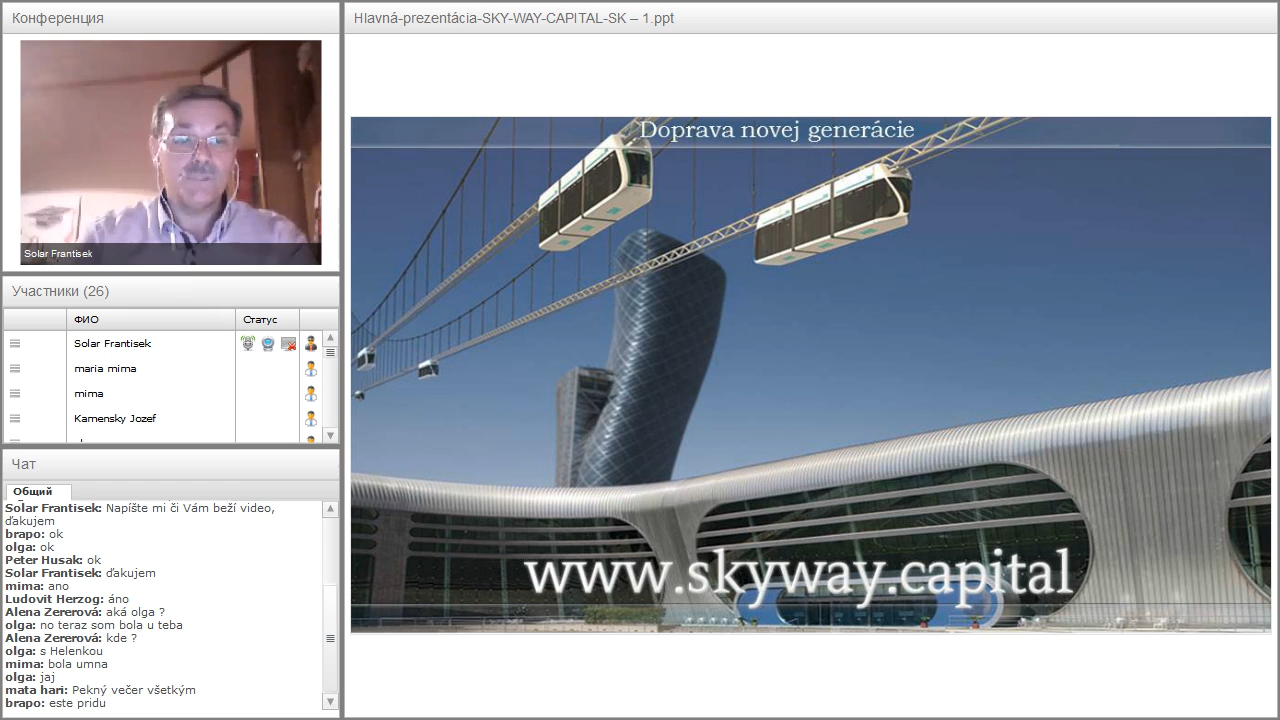 Конференция
Solar Frantisek
Участники (26)
ФИО
Статус
Solar Frantisek
maria mima
mima
Kamensky Jozef
Чат
Общий
Solar Frantisek: Napíšte mi či Vám beží video,
ďakujem
brapo: ok
olga: ok
Peter Husak: ok
Solar Frantisek: ďakujem
mima: ano
Ludovit Herzog: áno
Alena Zererová: aká olga ?
olga: no teraz som bola u teba
Alena Zererová: kde ?
olga: s Helenkou
mima: bola umna
olga: jaj
mata hari: Pekný večer všetkým
brapo: este pridu
Hlavná-prezentácia-SKY-WAY-CAPITAL-SK – 1.ppt
Doprava novej generácie
www.skyway.capital